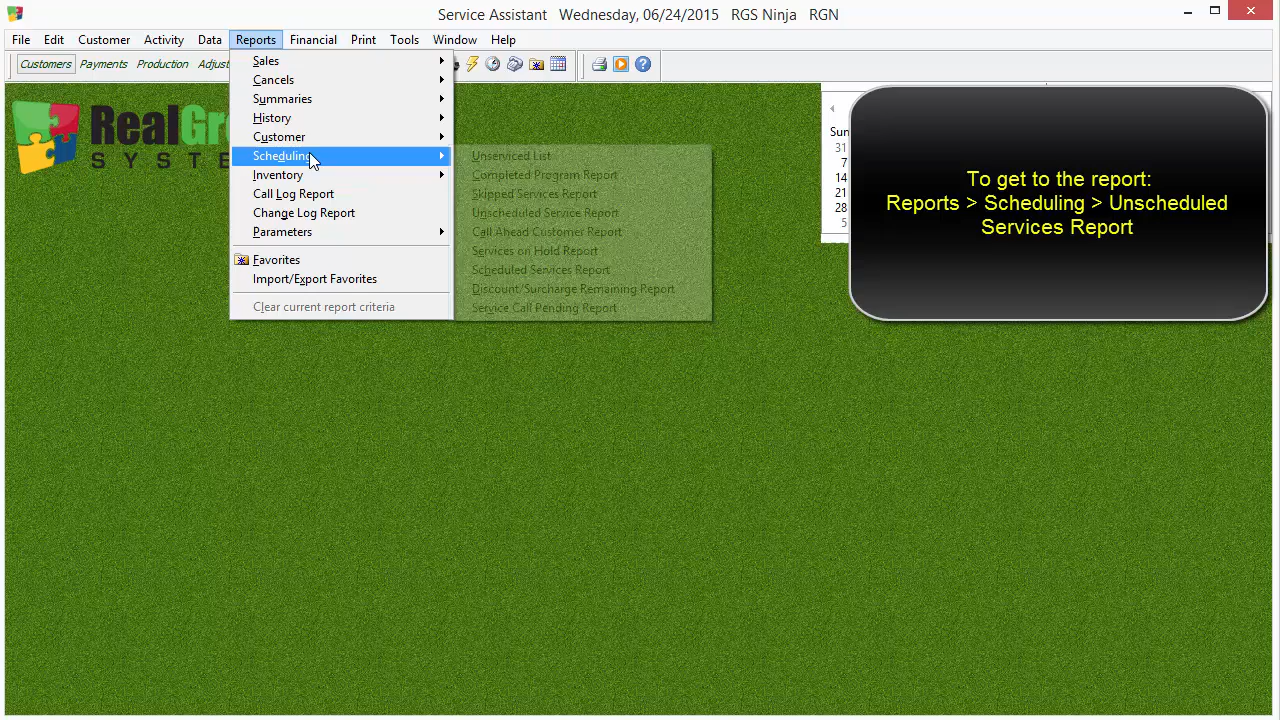 Service Assistant Wednesday, 06/24/2015 RGS Ninja RGN
File Edit Customer Activity Data Reports Financial Print Tools Window Help
Customers Payments Production Adjust
Sales
Cancels
Summaries
History
Customer
Scheduling
Inventory
Call Log Report
Change Log Report
Parameters
Favorites
Import/Export Favorites
Clear current report criteria
Unserviced List
Completed Program Report
Skipped Services Report
Unscheduled Service Report
Call Ahead Customer Report
Services on Hold Report
Scheduled Services Report
Discount/Surcharge Remaining Report
Service Call Pending Report
RealGr
SYSTE
Sun
31
7
14
21
28
5
To get to the report:
Reports > Scheduling > Unscheduled
Services Report